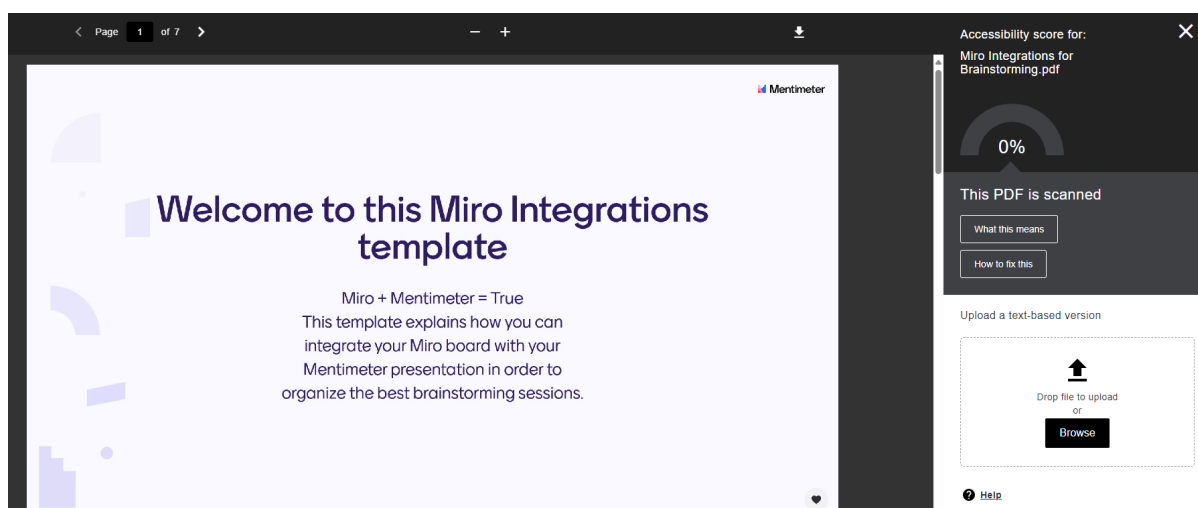 Page 1 of 7
Mentimeter
Welcome to this Miro Integrations
template
Miro + Mentimeter = True
This template explains how you can
integrate your Miro board with your
Mentimeter presentation in order to
organize the best brainstorming sessions.
Accessibility score for:
Miro Integrations for
Brainstorming.pdf
0%
This PDF is scanned
What this means
How to fix this
Upload a text-based version
Drop file to upload
or
Browse
Help